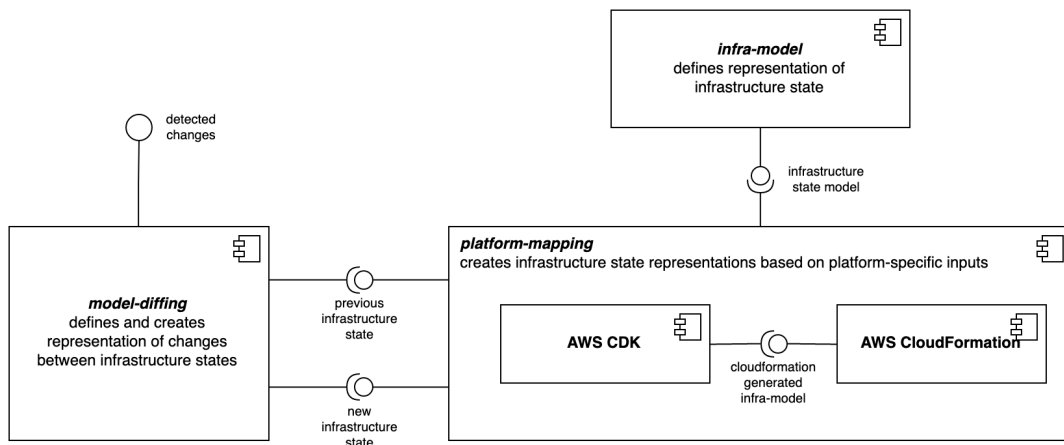 infra-model
defines representation of
infrastructure state
detected
changes
infrastructure
state model
platform-mapping
creates infrastructure state representations based on platform-specific inputs
model-diffing
defines and creates
representation of changes
between infrastructure states
previous
infrastructure
state
AWS CDK
AWS CloudFormation
cloudformation
generated
infra-model
new
infrastructure
state